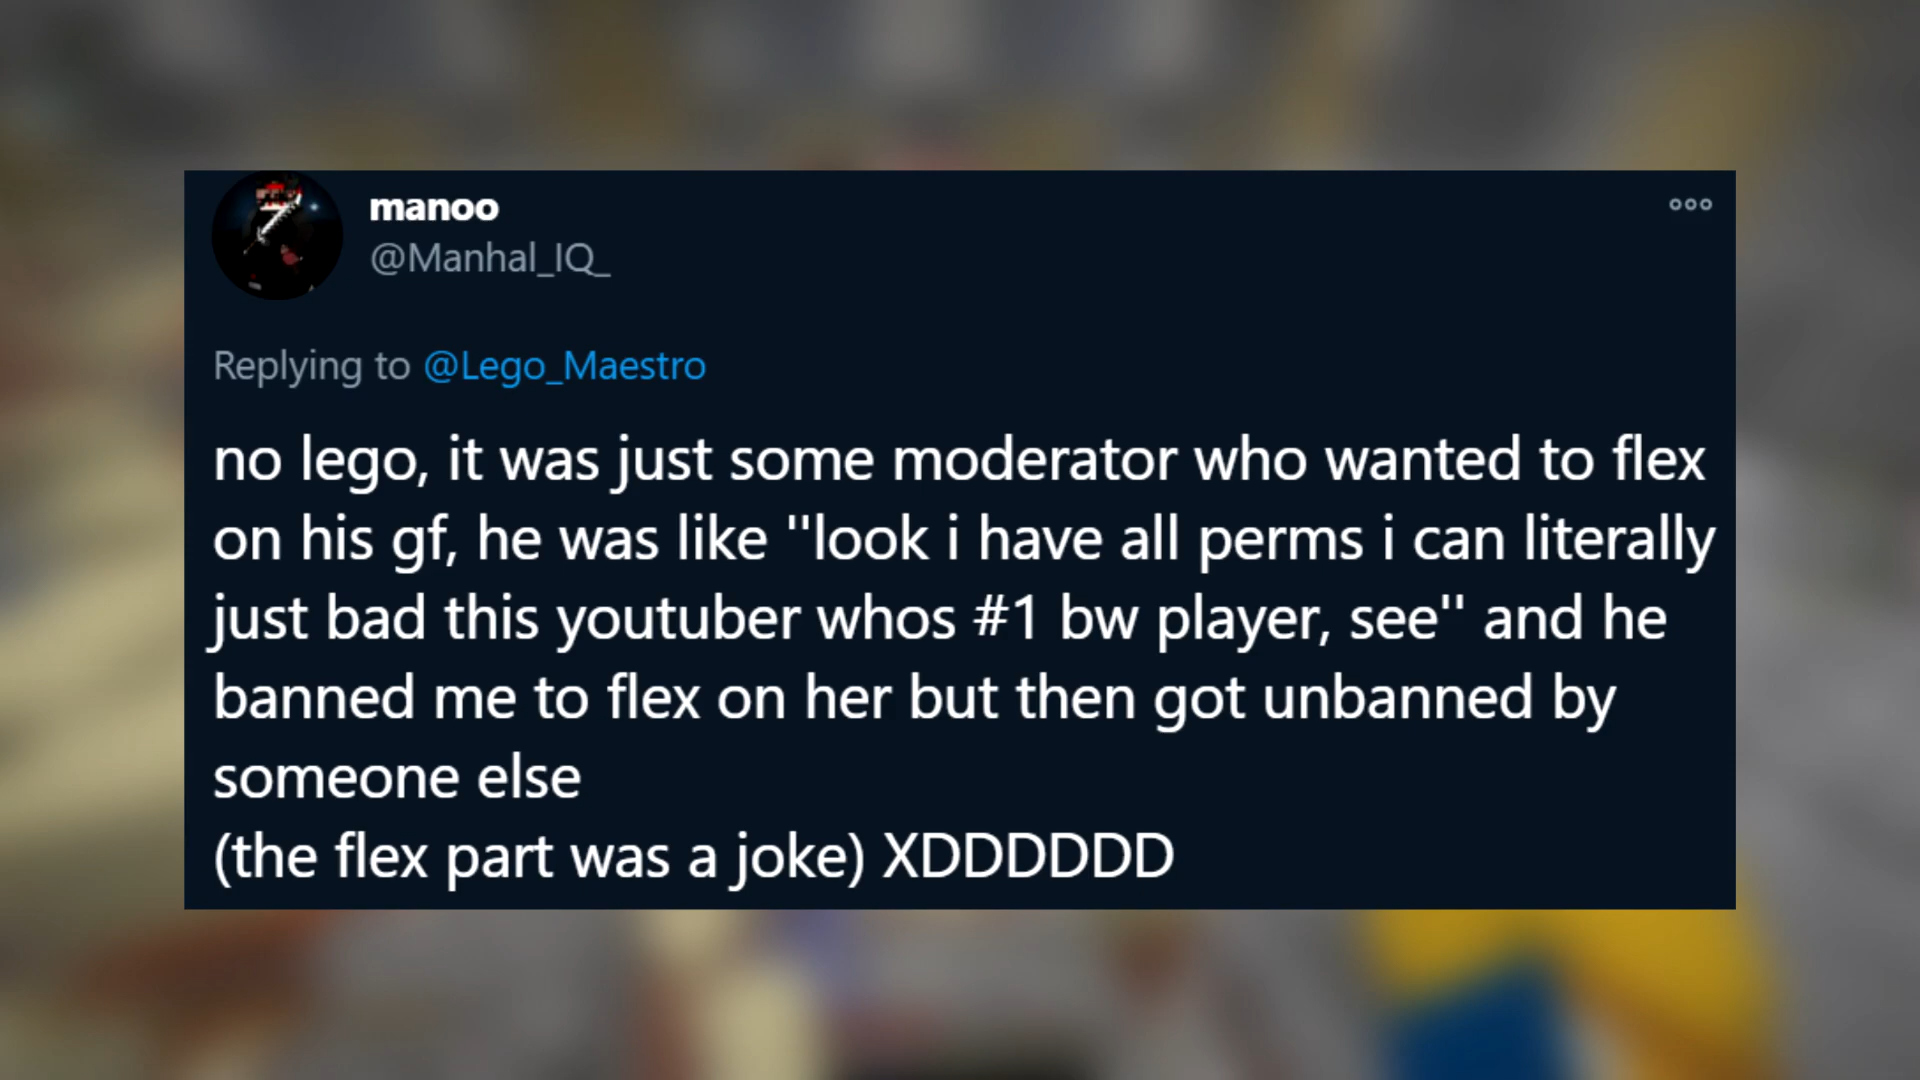 manoo
@Manhal_IQ_
Replying to @Lego_Maestro
no lego, it was just some moderator who wanted to flex
on his gf, he was like ''look i have all perms i can literally
just bad this youtuber whos #1 bw player, see'' and he
banned me to flex on her but then got unbanned by
someone else
(the flex part was a joke) XDDDDDD